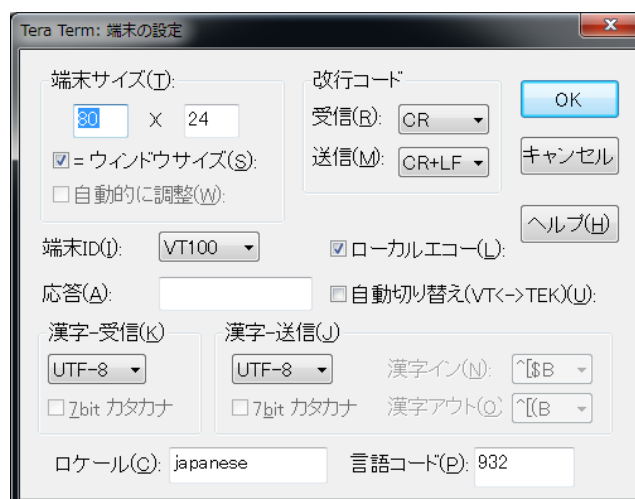 Tera Term: 端末の設定
端末サイズ(T):
80 X 24
= ウィンドウサイズ(S):
自動的に調整(W):
改行コード
受信(R): CR
送信(M): CR+LF
OK
キャンセル
ヘルプ(H)
端末ID(I): VT100
ローカルエコー(L):
応答(A):
自動切り替え(VT<->TEK)(U):
漢字-受信(K)
UTF-8
7bit カタカナ
漢字-送信(J)
UTF-8
7bit カタカナ
漢字イン(N): ^[$B
漢字アウト(O) ^[(B
ロケール(C): japanese
言語コード(P): 932